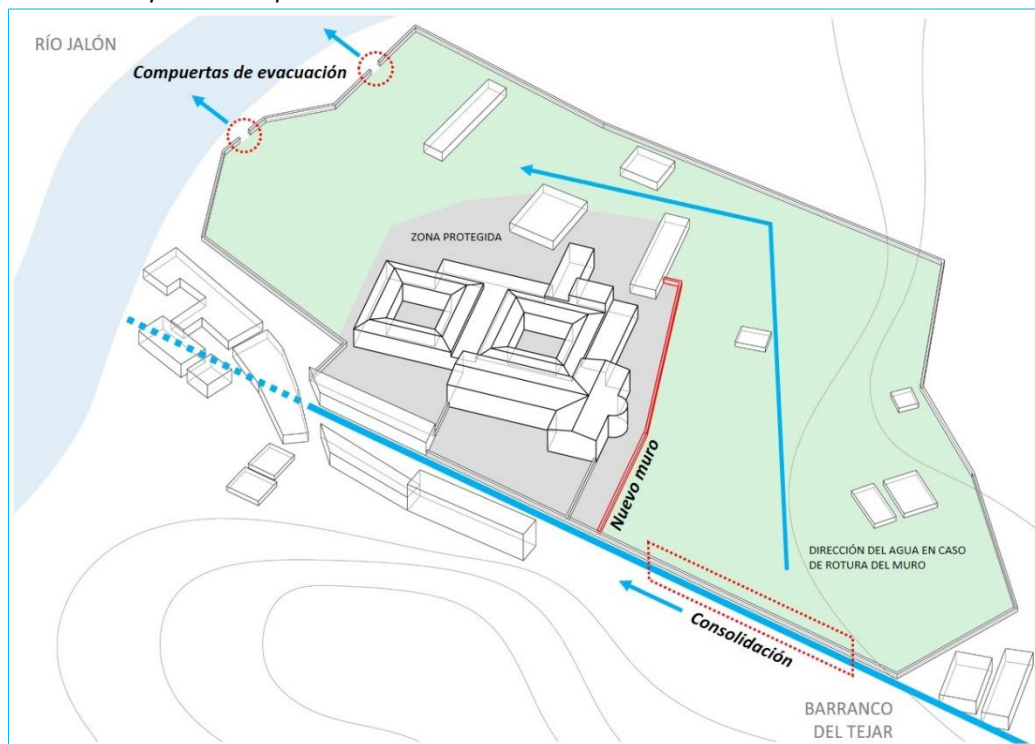 RÍO JALÓN
Compuertas de evacuación
ZONA PROTEGIDA
Nuevo muro
DIRECCIÓN DEL AGUA EN CASO
DE ROTURA DEL MURO
Consolidación
BARRANCO
DEL TEJAR